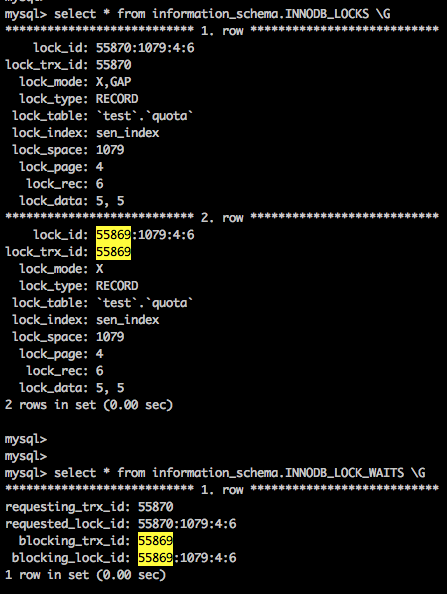 mysql>
mysql> select * from information_schema.INNODB_LOCKS \G
*************************** 1. row ***************************
lock_id: 55870:1079:4:6
lock_trx_id: 55870
lock_mode: X,GAP
lock_type: RECORD
lock_table: `test`.`quota`
lock_index: sen_index
lock_space: 1079
lock_page: 4
lock_rec: 6
lock_data: 5, 5
*************************** 2. row ***************************
lock_id: 55869:1079:4:6
lock_trx_id: 55869
lock_mode: X
lock_type: RECORD
lock_table: `test`.`quota`
lock_index: sen_index
lock_space: 1079
lock_page: 4
lock_rec: 6
lock_data: 5, 5
2 rows in set (0.00 sec)
mysql>
mysql>
mysql> select * from information_schema.INNODB_LOCK_WAITS \G
*************************** 1. row ***************************
requesting_trx_id: 55870
requested_lock_id: 55870:1079:4:6
blocking_trx_id: 55869
blocking_lock_id: 55869:1079:4:6
1 row in set (0.00 sec)